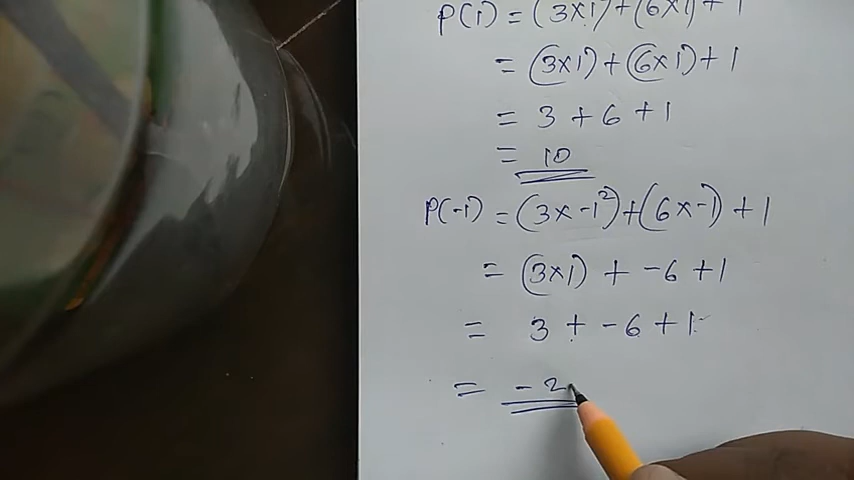 P(1) = (3×1)+(6×1)+1
= (3×1)+(6×1)+1
= 3+6+1
= 10
P(-1) = (3×-1²)+(6×-1)+1
= (3×1) + -6+1
= 3+-6+1
= -2